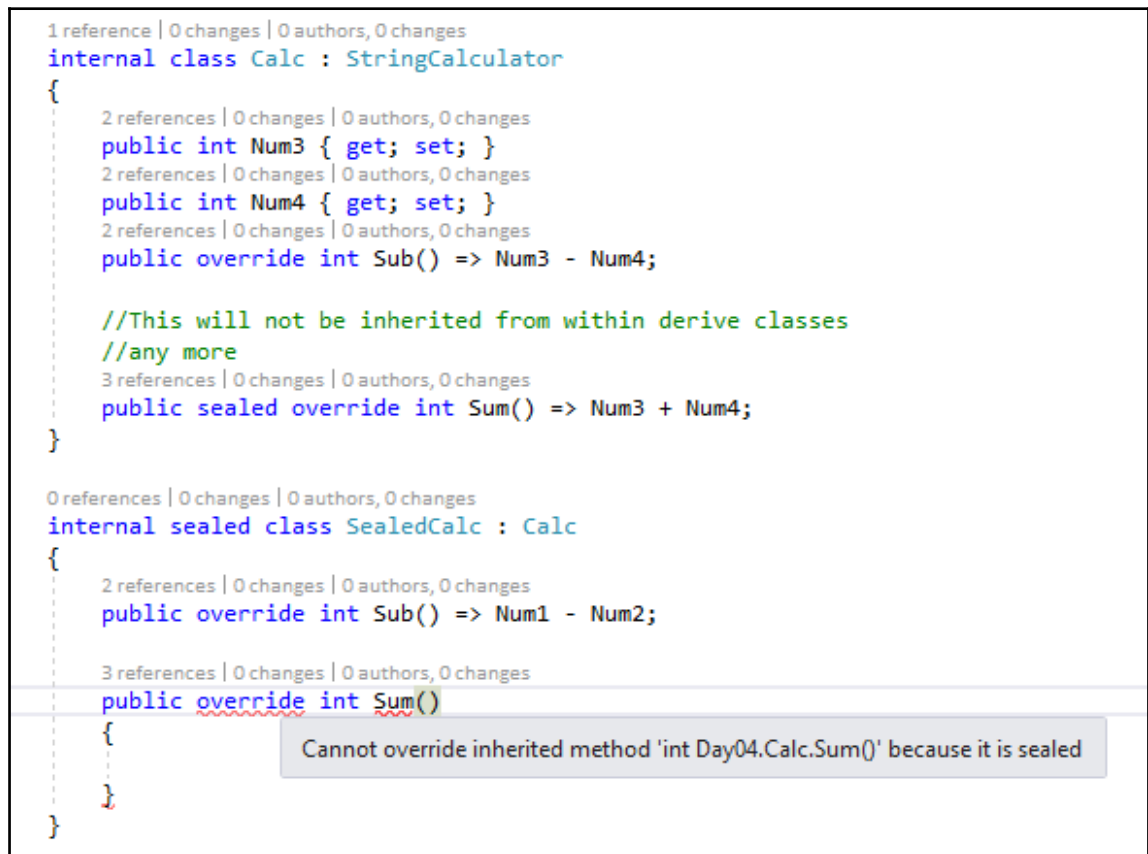 1 reference | 0 changes | 0 authors, 0 changes
internal class Calc : StringCalculator
{
2 references | 0 changes | 0 authors, 0 changes
public int Num3 { get; set; }
2 references | 0 changes | 0 authors, 0 changes
public int Num4 { get; set; }
2 references | 0 changes | 0 authors, 0 changes
public override int Sub() => Num3 - Num4;
//This will not be inherited from within derive classes
//any more
3 references | 0 changes | 0 authors, 0 changes
public sealed override int Sum() => Num3 + Num4;
}
0 references | 0 changes | 0 authors, 0 changes
internal sealed class SealedCalc : Calc
{
2 references | 0 changes | 0 authors, 0 changes
public override int Sub() => Num1 - Num2;
3 references | 0 changes | 0 authors, 0 changes
public override int Sum()
{
Cannot override inherited method 'int Day04.Calc.Sum()' because it is sealed
}
}